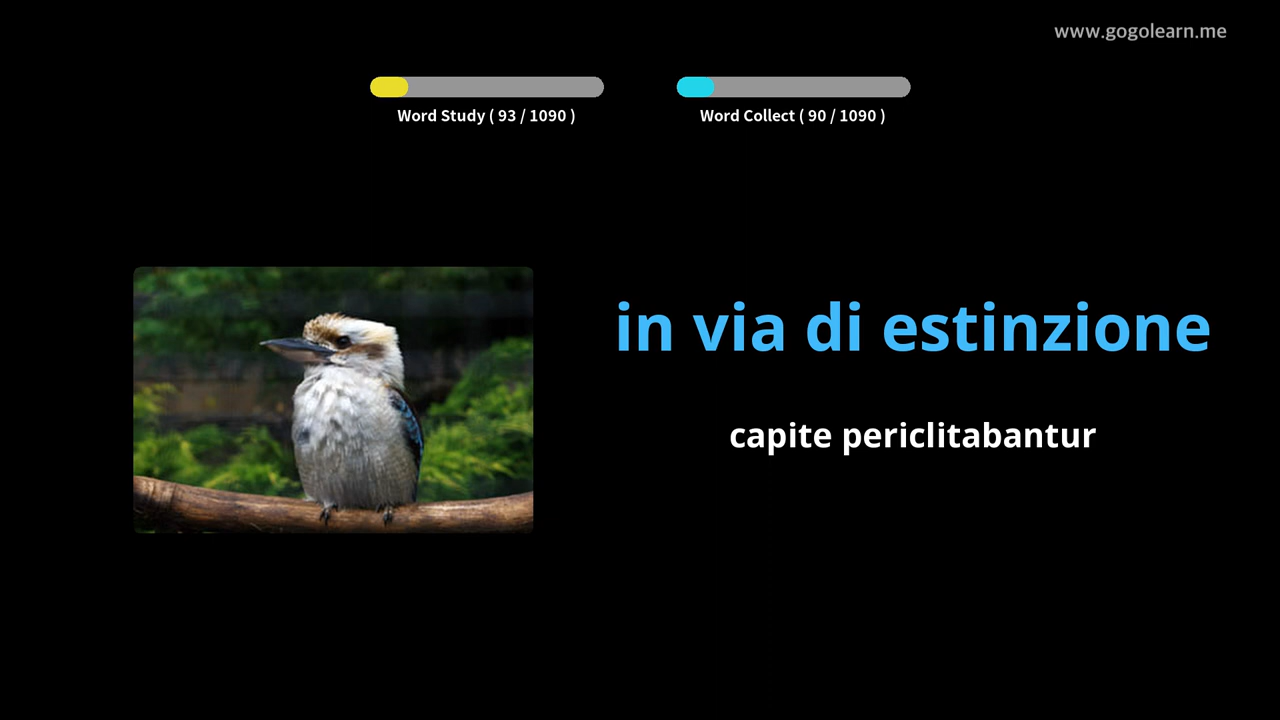 www.gogolearn.me
Word Study ( 93 / 1090 )
Word Collect ( 90 / 1090 )
in via di estinzione
capite periclitabantur